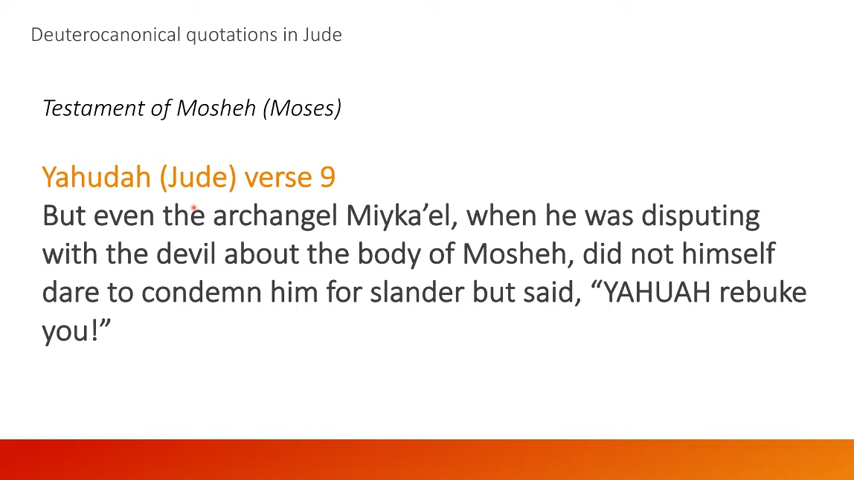 Deuterocanonical quotations in Jude
Testament of Mosheh (Moses)
Yahudah (Jude) verse 9
But even the archangel Miyka’el, when he was disputing
with the devil about the body of Mosheh, did not himself
dare to condemn him for slander but said, “YAHUAH rebuke
you!”